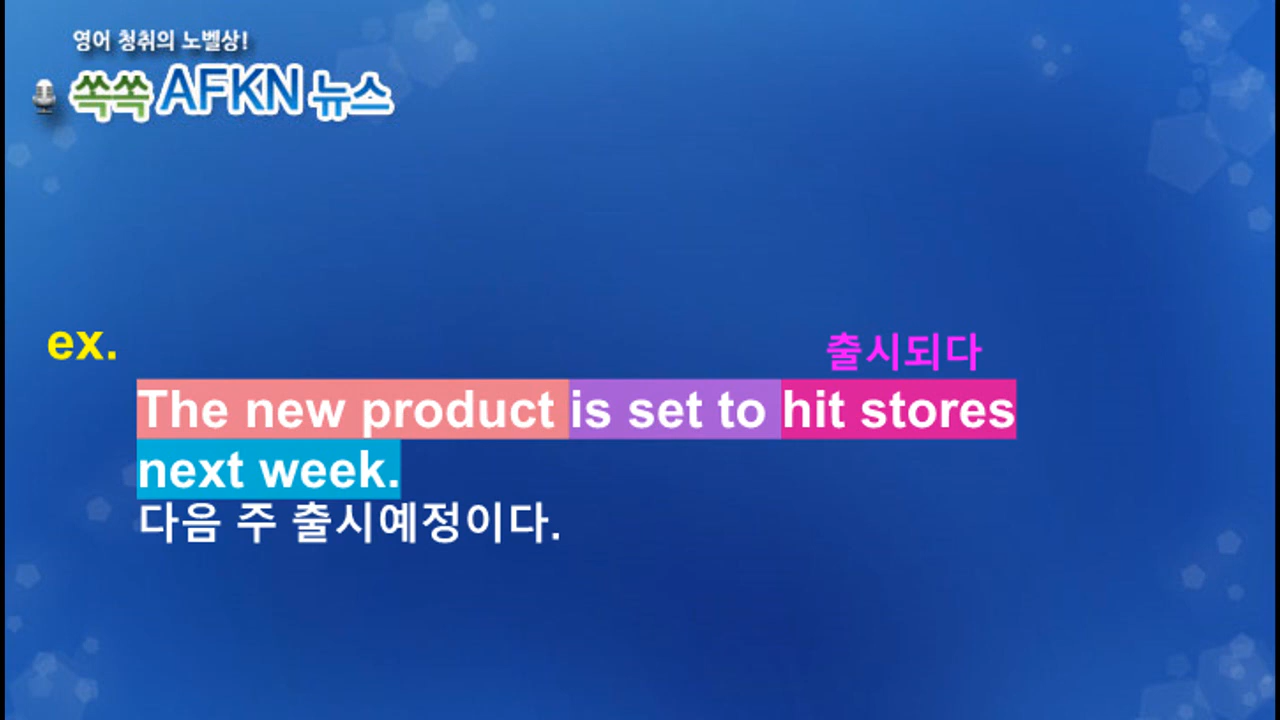 영어 청취의 노벨상!
쏙쏙 AFKN 뉴스
ex.
출시되다
The new product is set to hit stores
next week.
다음 주 출시예정이다.